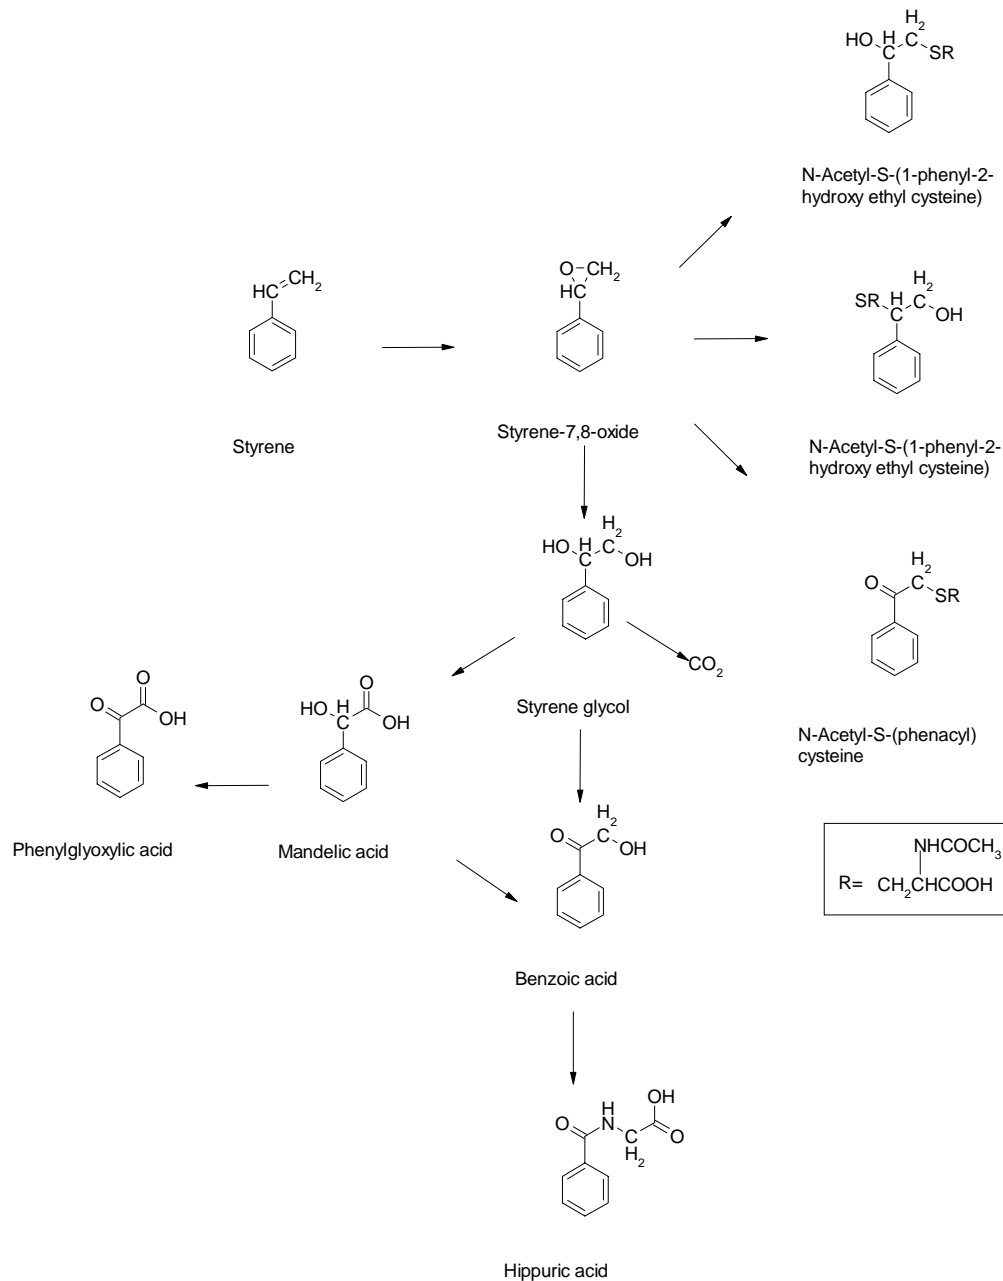 H2
HO H C
C SR
N-Acetyl-S-(1-phenyl-2-
hydroxy ethyl cysteine)
HC CH2
Styrene
O CH2
HC
Styrene-7,8-oxide
H2
SR H C
C OH
N-Acetyl-S-(1-phenyl-2-
hydroxy ethyl cysteine)
H2
HO H C
C OH
Styrene glycol
CO2
H2
O C
SR
N-Acetyl-S-(phenacyl)
cysteine
O
O
OH
Phenylglyoxylic acid
O
HO H
C OH
Mandelic acid
H2
O C
OH
Benzoic acid
NHCOCH3
R= CH2CHCOOH
OH
H
O N C O
H2
Hippuric acid